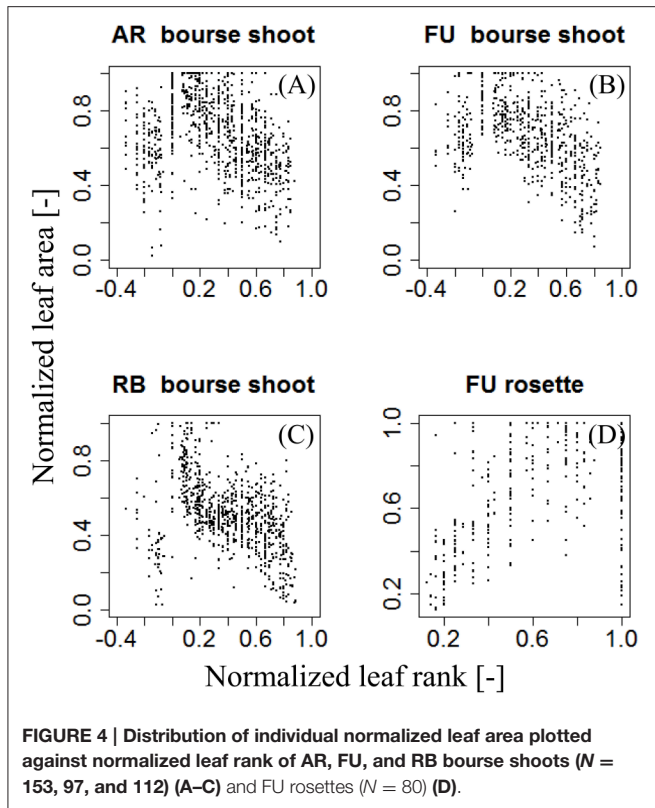 AR bourse shoot
FU bourse shoot
(A)
(B)
0.0 0.4 0.8
0.0 0.4 0.8
-0.4 0.2 0.6 1.0
-0.4 0.2 0.6 1.0
Normalized leaf area [-]
RB bourse shoot
FU rosette
(C)
(D)
0.0 0.4 0.8
0.2 0.6 1.0
-0.4 0.2 0.6 1.0
0.2 0.6 1.0
Normalized leaf rank [-]
FIGURE 4 | Distribution of individual normalized leaf area plotted
against normalized leaf rank of AR, FU, and RB bourse shoots (N =
153, 97, and 112) (A–C) and FU rosettes (N = 80) (D).